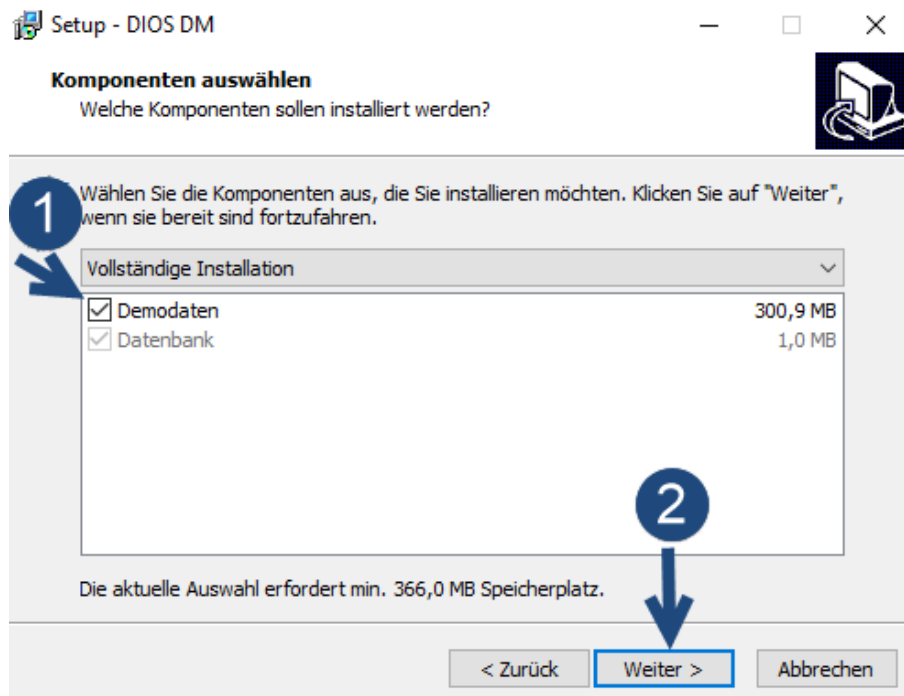 Setup - DIOS DM
Komponenten auswählen
Welche Komponenten sollen installiert werden?
1
Wählen Sie die Komponenten aus, die Sie installieren möchten. Klicken Sie auf "Weiter",
wenn sie bereit sind fortzufahren.
Vollständige Installation
Demodaten 300,9 MB
Datenbank 1,0 MB
2
Die aktuelle Auswahl erfordert min. 366,0 MB Speicherplatz.
< Zurück Weiter > Abbrechen